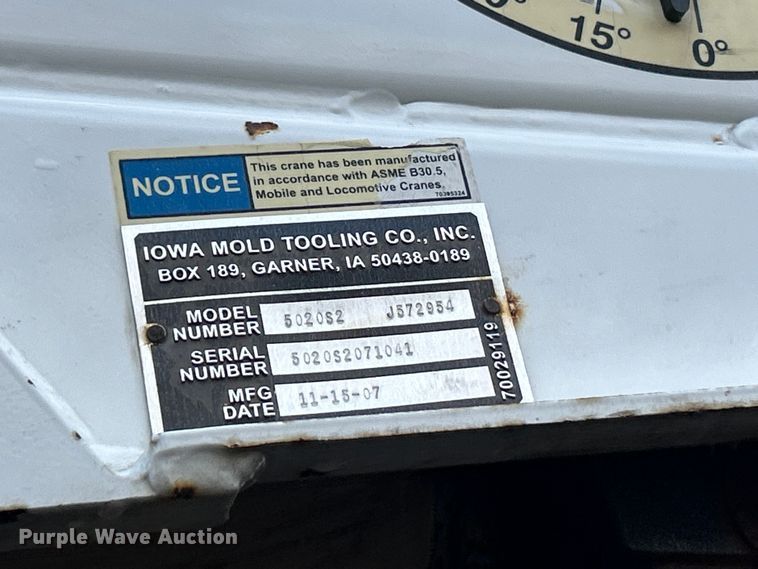 15° 0°
NOTICE
This crane has been manufactured
in accordance with ASME B30.5,
Mobile and Locomotive Cranes.
70395324
IOWA MOLD TOOLING CO., INC.
BOX 189, GARNER, IA 50438-0189
MODEL NUMBER 5020S2 J572954
SERIAL NUMBER 5020S2071041
MFG DATE 11-15-07
70029119
Purple Wave Auction